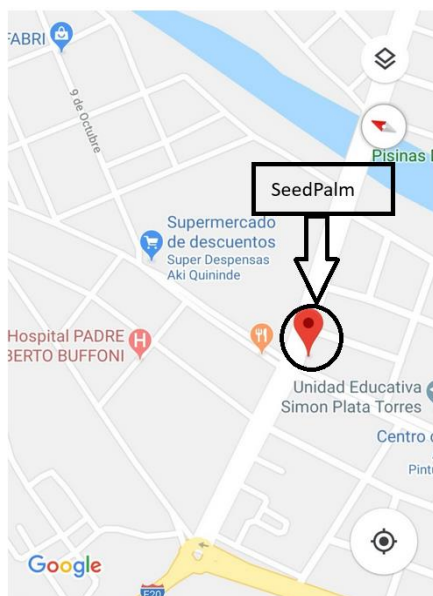 FABRI
9 de Octubre
Pisinas
SeedPalm
Supermercado
de descuentos
Super Despensas
Aki Quininde
Hospital PADRE
BERTO BUFFONI
Unidad Educativa
Simon Plata Torres
Centro
Pint
Google
E20